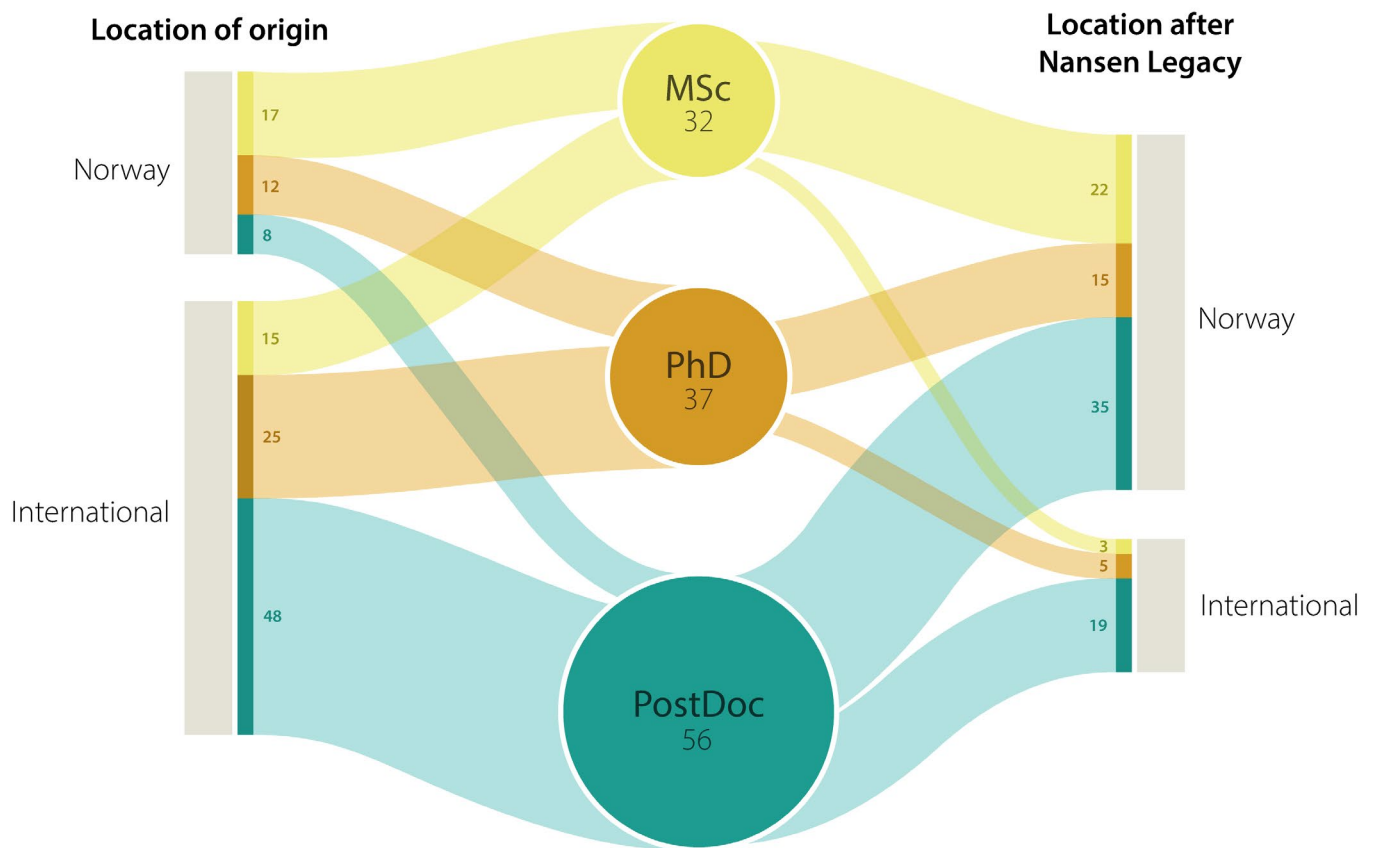 Location of origin
Norway
17
12
8
International
15
25
48
MSc
32
PhD
37
PostDoc
56
Location after
Nansen Legacy
22
15
35
Norway
3
5
19
International